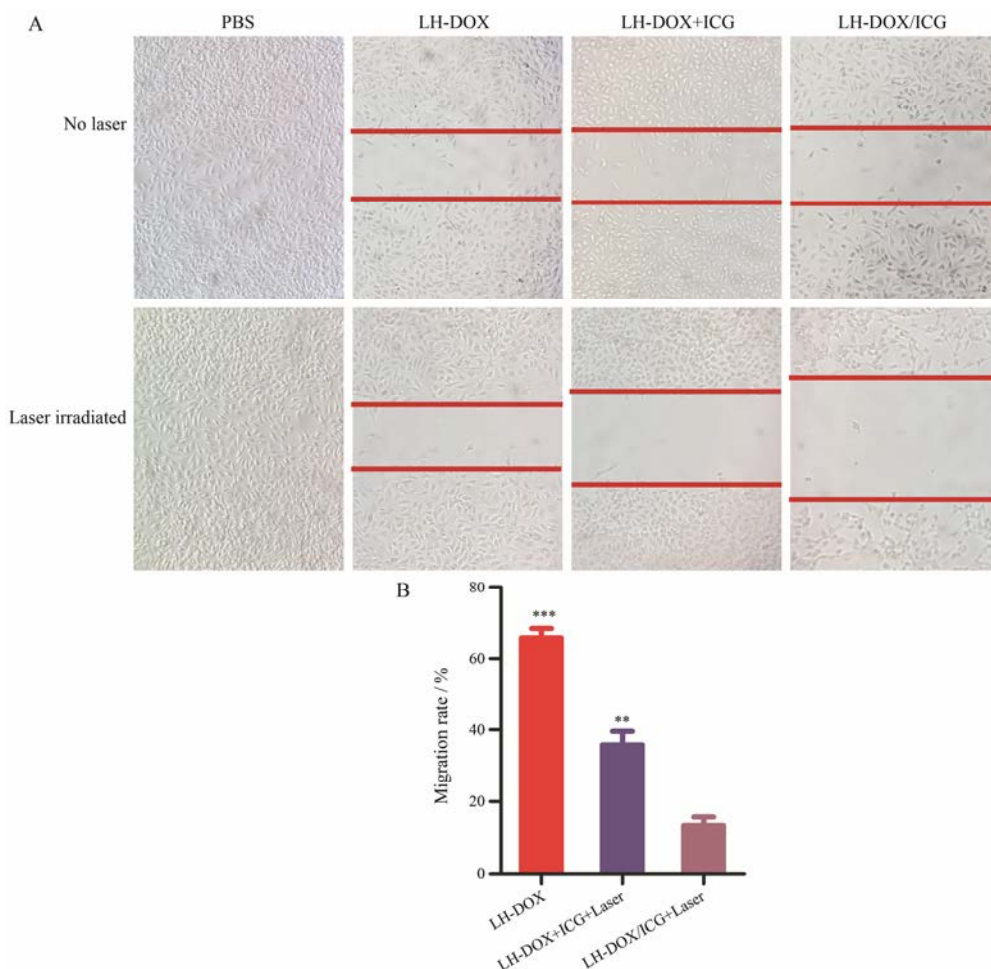 A
PBS
LH-DOX
LH-DOX+ICG
LH-DOX/ICG
No laser
Laser irradiated
B
Migration rate / %
80
60
40
20
0
***
**
LH-DOX
LH-DOX+ICG+Laser
LH-DOX/ICG+Laser